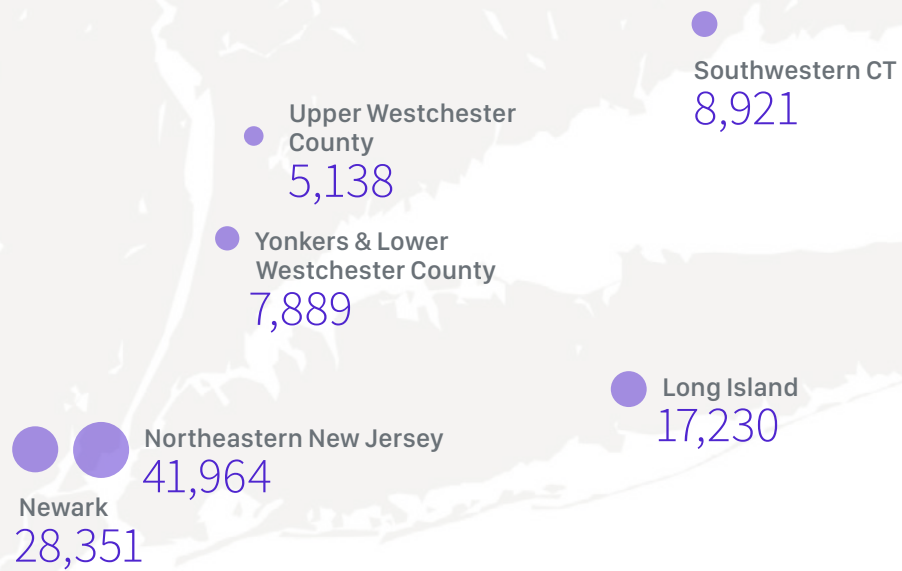 Southwestern CT
8,921
Upper Westchester
County
5,138
Yonkers & Lower
Westchester County
7,889
Long Island
17,230
Northeastern New Jersey
41,964
Newark
28,351